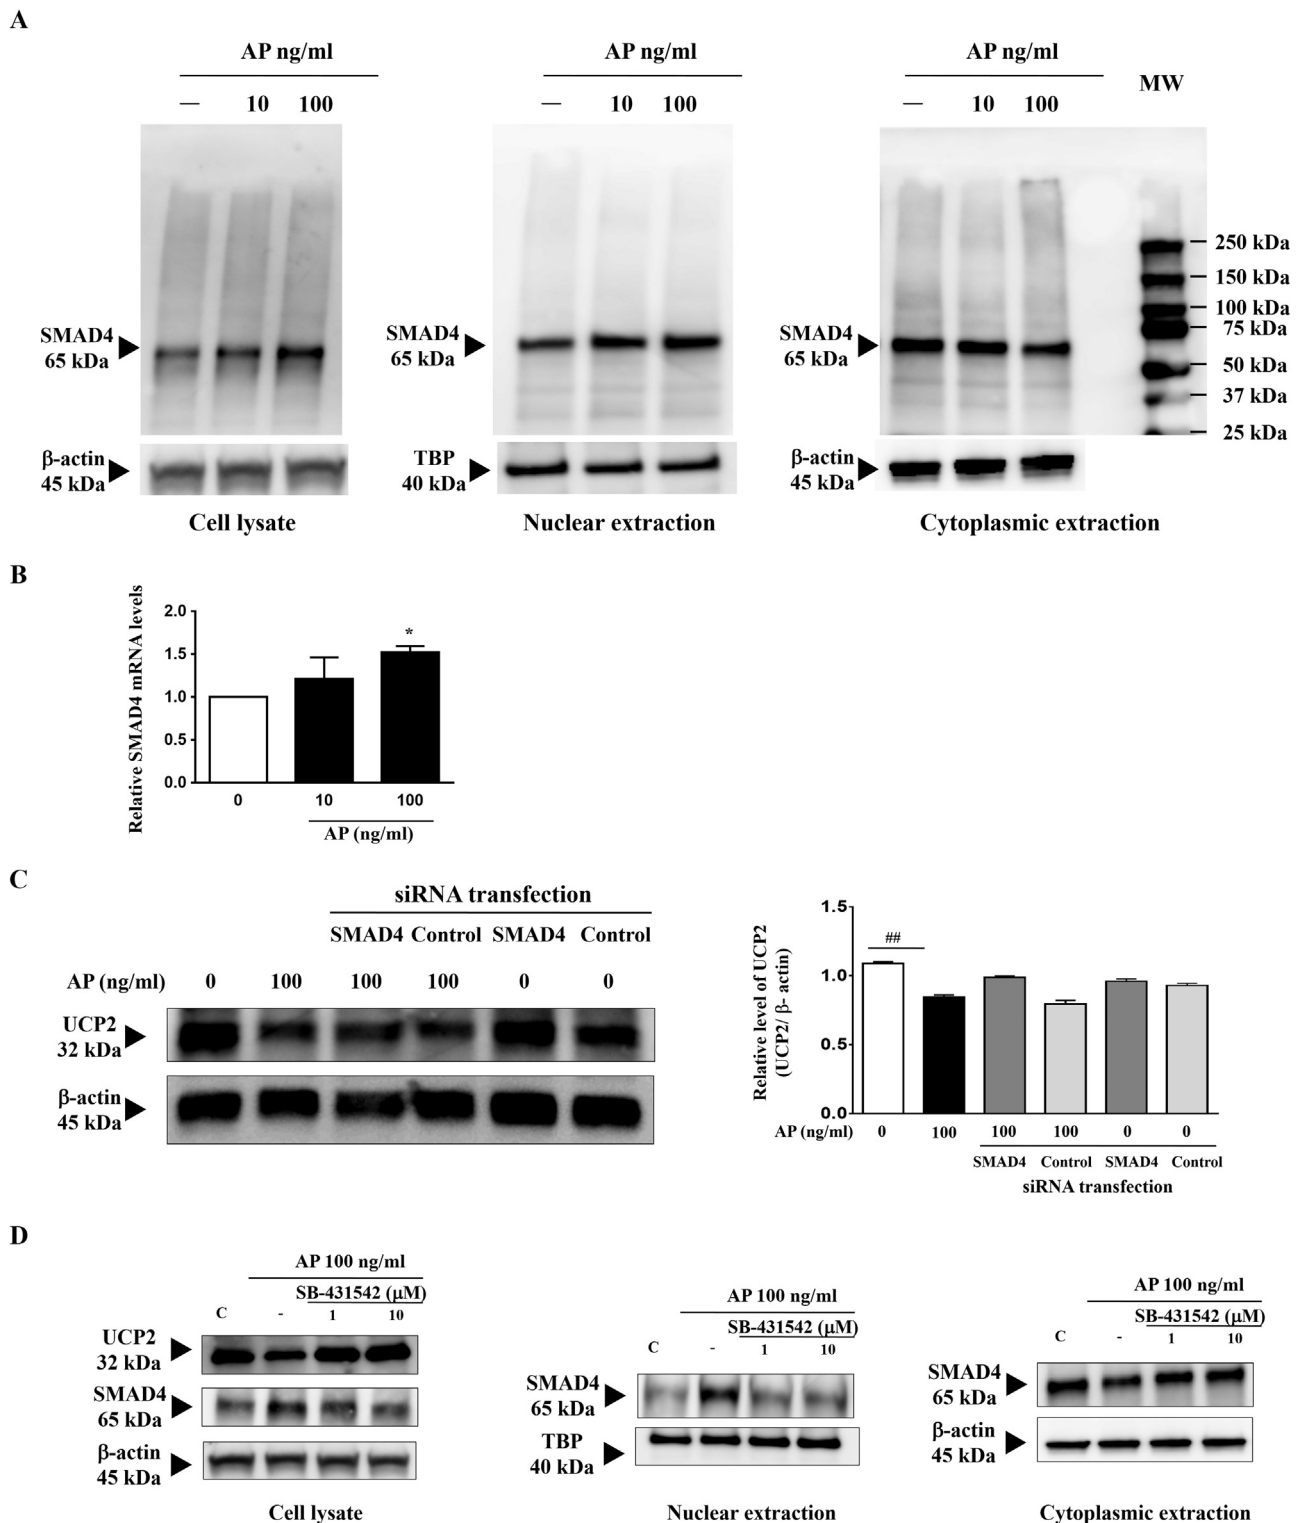 A
AP ng/ml
— 10 100
SMAD4
65 kDa
β-actin
45 kDa
Cell lysate
AP ng/ml
— 10 100
SMAD4
65 kDa
TBP
40 kDa
Nuclear extraction
AP ng/ml
— 10 100
MW
SMAD4
65 kDa
250 kDa
150 kDa
100 kDa
75 kDa
50 kDa
37 kDa
25 kDa
β-actin
45 kDa
Cytoplasmic extraction
B
Relative SMAD4 mRNA levels
2.0
1.5
1.0
0.5
0.0
*
0 10 100
AP (ng/ml)
C
siRNA transfection
SMAD4 Control SMAD4 Control
AP (ng/ml) 0 100 100 100 0 0
UCP2
32 kDa
β-actin
45 kDa
Relative level of UCP2
(UCP2/ β- actin)
1.5
1.0
0.5
0.0
##
AP (ng/ml) 0 100 100 100 0 0
SMAD4 Control SMAD4 Control
siRNA transfection
D
AP 100 ng/ml
SB-431542 (μM)
C - 1 10
UCP2
32 kDa
SMAD4
65 kDa
β-actin
45 kDa
Cell lysate
AP 100 ng/ml
SB-431542 (μM)
C - 1 10
SMAD4
65 kDa
TBP
40 kDa
Nuclear extraction
AP 100 ng/ml
SB-431542 (μM)
C - 1 10
SMAD4
65 kDa
β-actin
45 kDa
Cytoplasmic extraction